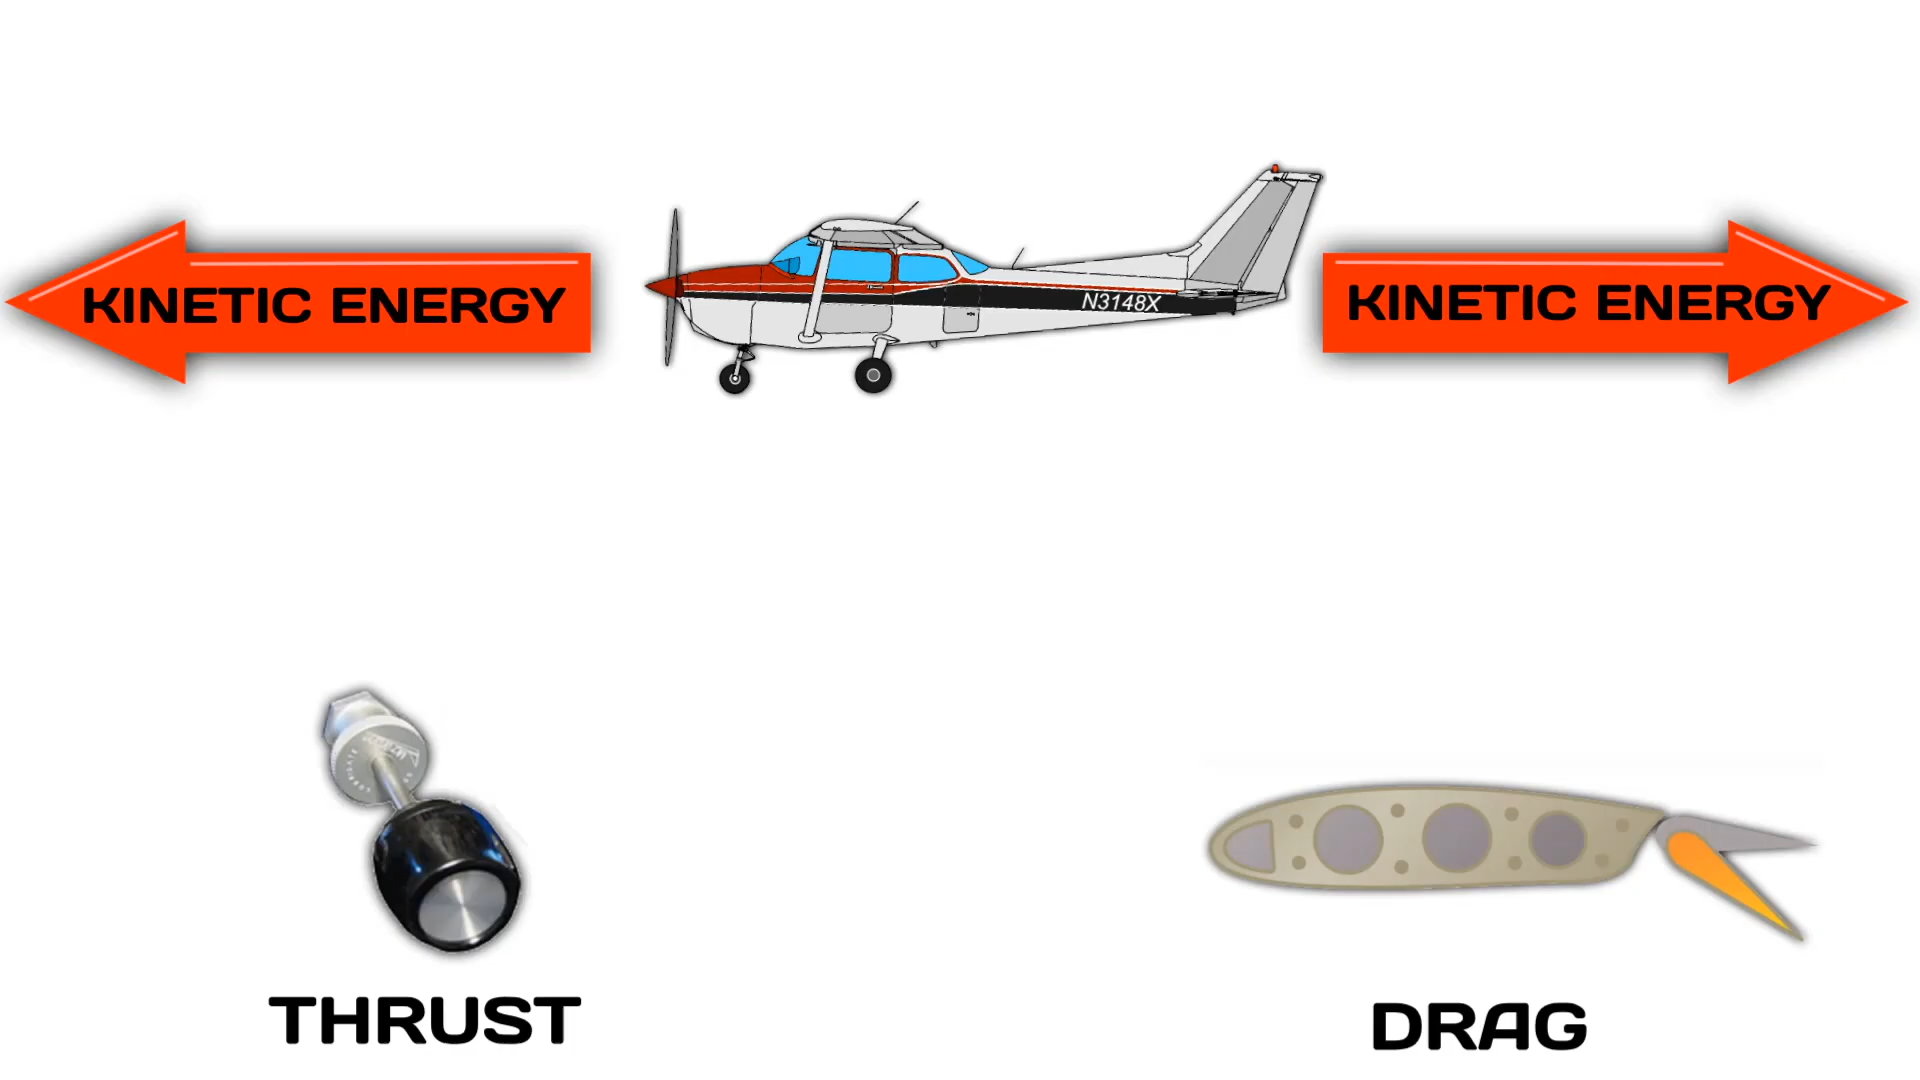 KINETIC ENERGY
KINETIC ENERGY
N3148X
THRUST
DRAG